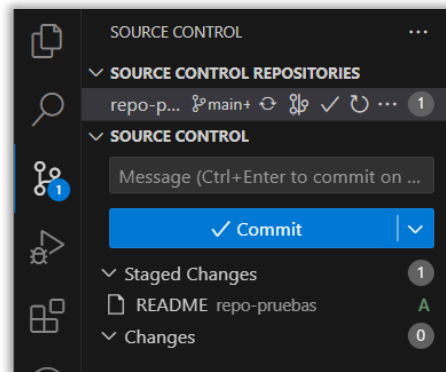 SOURCE CONTROL ...
SOURCE CONTROL REPOSITORIES
repo-p... main+ ... 1
SOURCE CONTROL
1
Message (Ctrl+Enter to commit on ...
Commit
Staged Changes 1
README repo-pruebas A
Changes 0